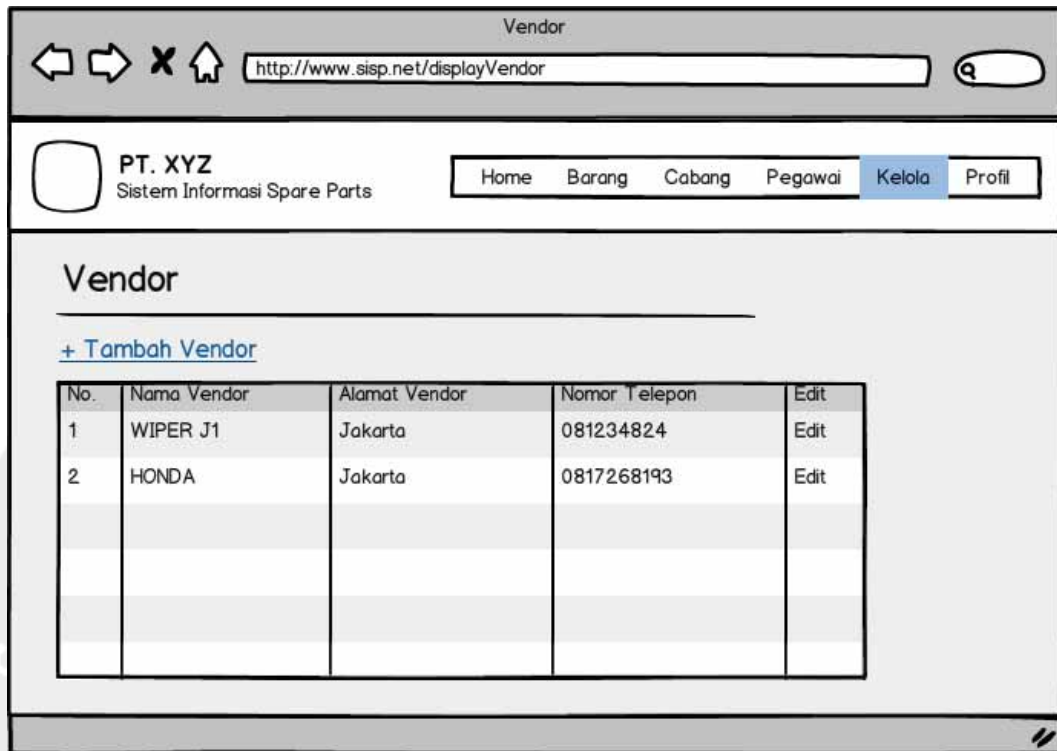 Vendor
http://www.sisp.net/displayVendor
PT. XYZ
Sistem Informasi Spare Parts
Home Barang Cabang Pegawai Kelola Profil
Vendor
+ Tambah Vendor
No. Nama Vendor Alamat Vendor Nomor Telepon Edit
1 WIPER J1 Jakarta 081234824 Edit
2 HONDA Jakarta 0817268193 Edit